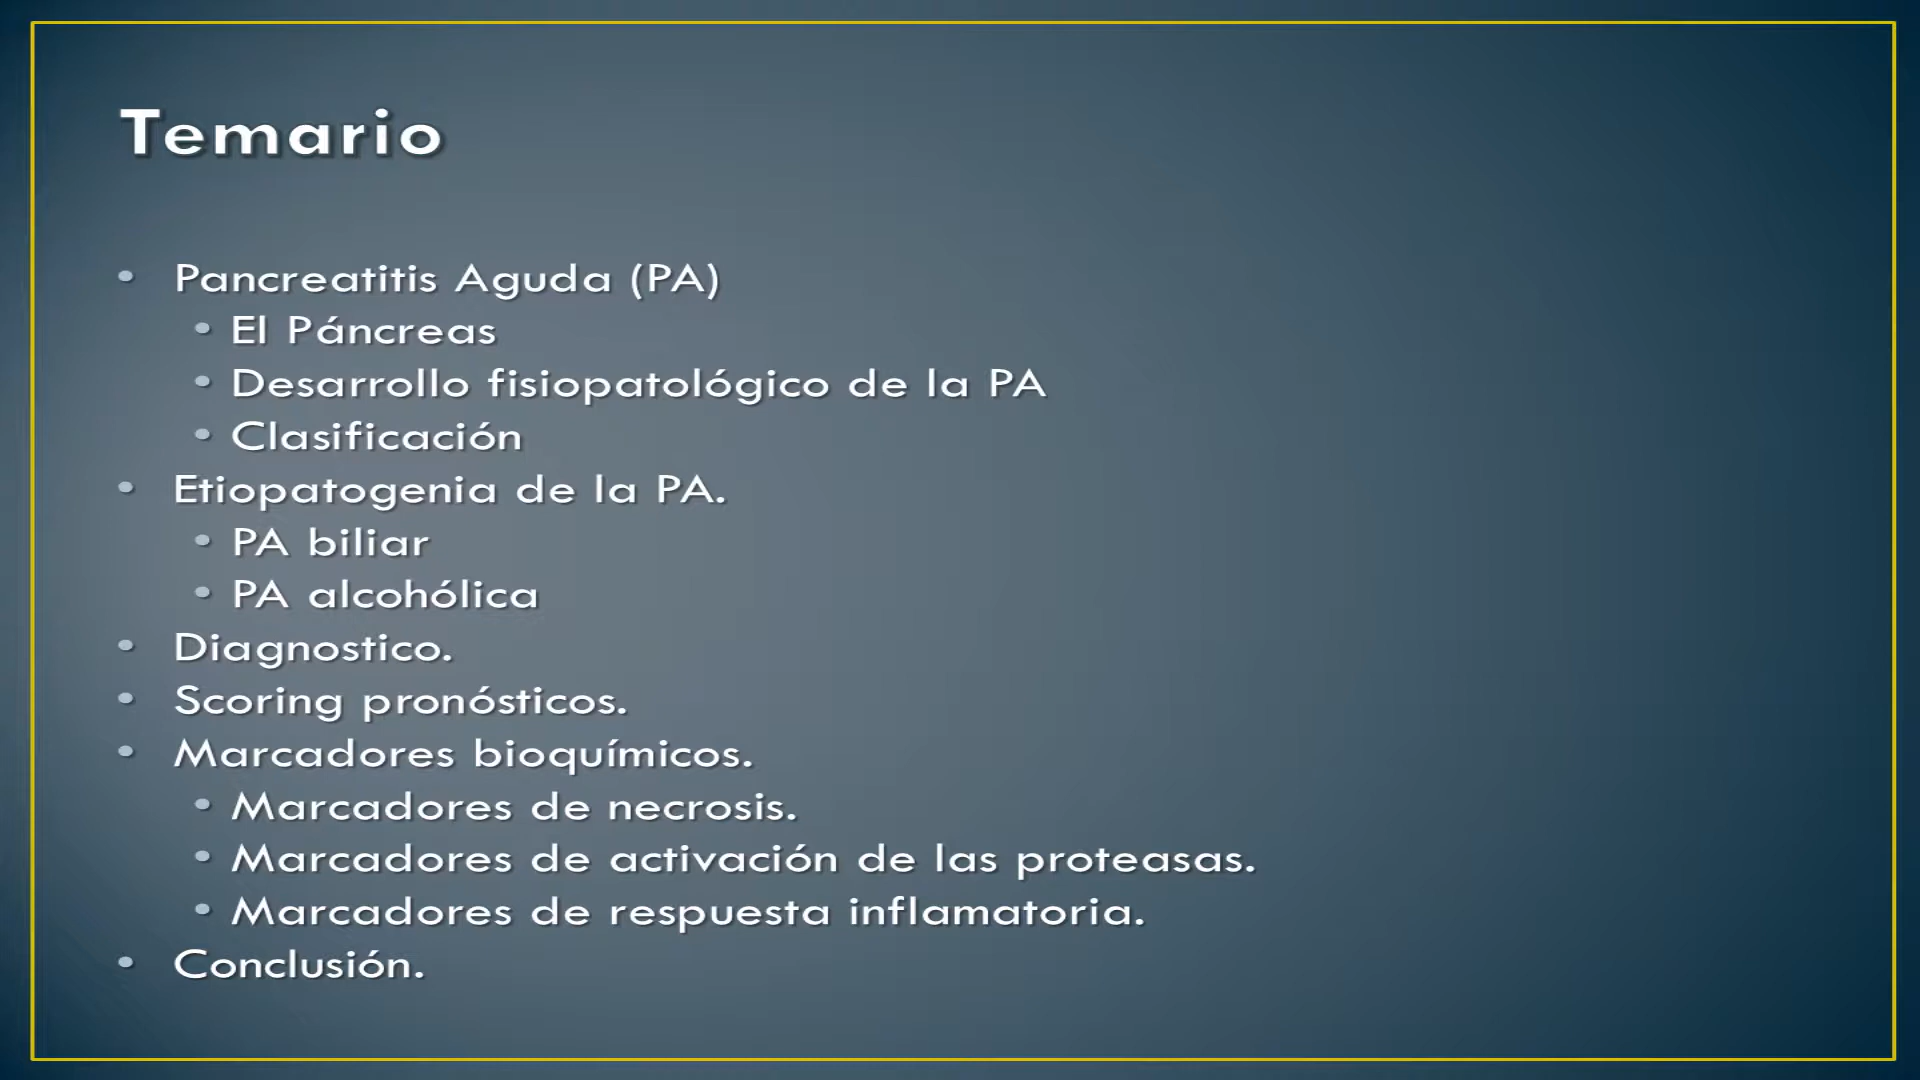 Temario
• Pancreatitis Aguda (PA)
• El Páncreas
• Desarrollo fisiopatológico de la PA
• Clasificación
• Etiopatogenia de la PA.
• PA biliar
• PA alcohólica
• Diagnostico.
• Scoring pronósticos.
• Marcadores bioquímicos.
• Marcadores de necrosis.
• Marcadores de activación de las proteasas.
• Marcadores de respuesta inflamatoria.
• Conclusión.